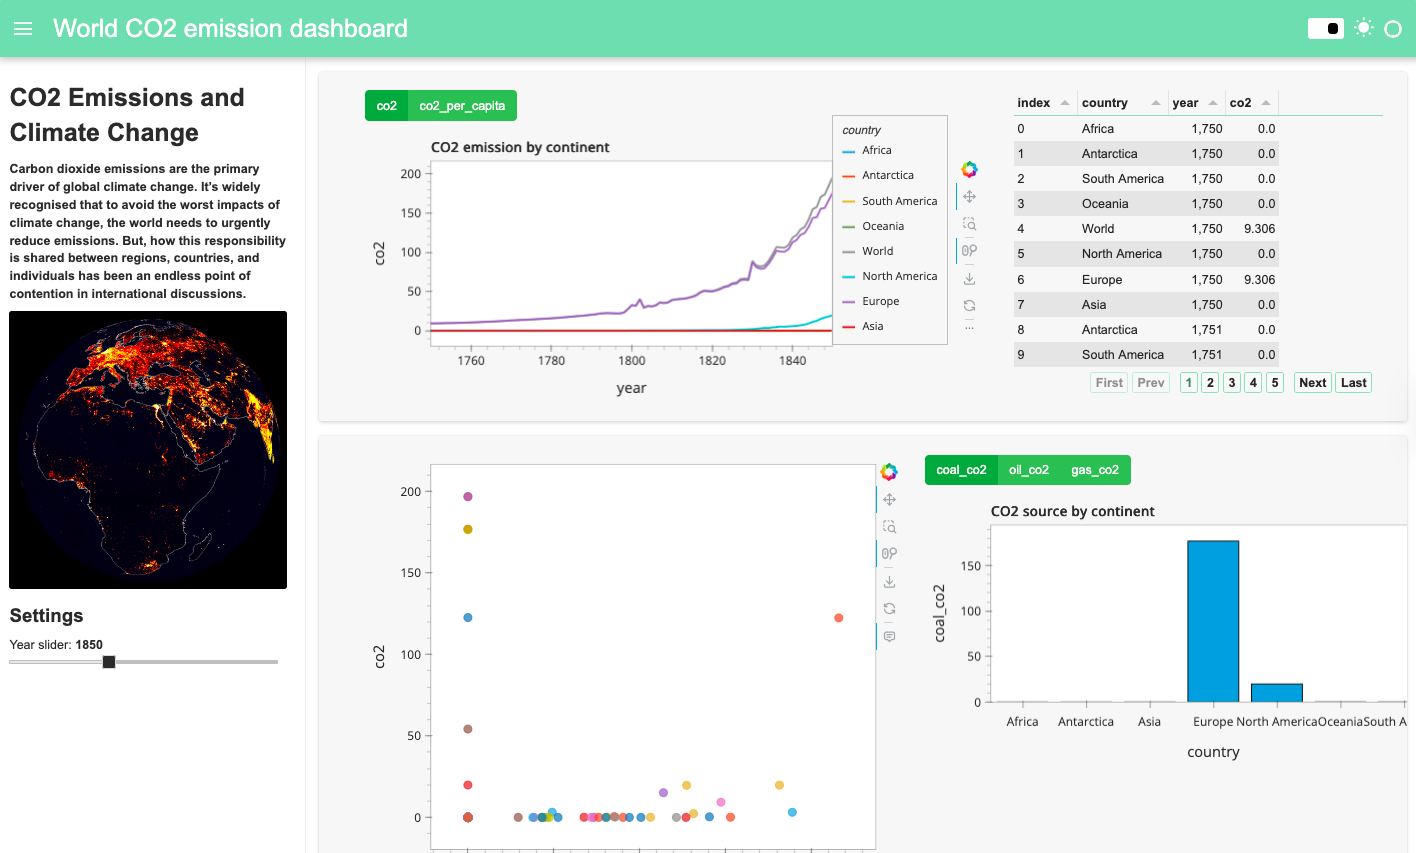 World CO2 emission dashboard
CO2 Emissions and
Climate Change
Carbon dioxide emissions are the primary
driver of global climate change. It's widely
recognised that to avoid the worst impacts of
climate change, the world needs to urgently
reduce emissions. But, how this responsibility
is shared between regions, countries, and
individuals has been an endless point of
contention in international discussions.
Settings
Year slider: 1850
co2 co2_per_capita
CO2 emission by continent
co2
200
150
100
50
0
1760 1780 1800 1820 1840
year
country
Africa
Antarctica
South America
Oceania
World
North America
Europe
Asia
index country year co2
0 Africa 1,750 0.0
1 Antarctica 1,750 0.0
2 South America 1,750 0.0
3 Oceania 1,750 0.0
4 World 1,750 9.306
5 North America 1,750 0.0
6 Europe 1,750 9.306
7 Asia 1,750 0.0
8 Antarctica 1,751 0.0
9 South America 1,751 0.0
First Prev 1 2 3 4 5 Next Last
co2
200
150
100
50
0
coal_co2 oil_co2 gas_co2
CO2 source by continent
coal_co2
150
100
50
0
Africa Antarctica Asia Europe North America Oceania South A
country